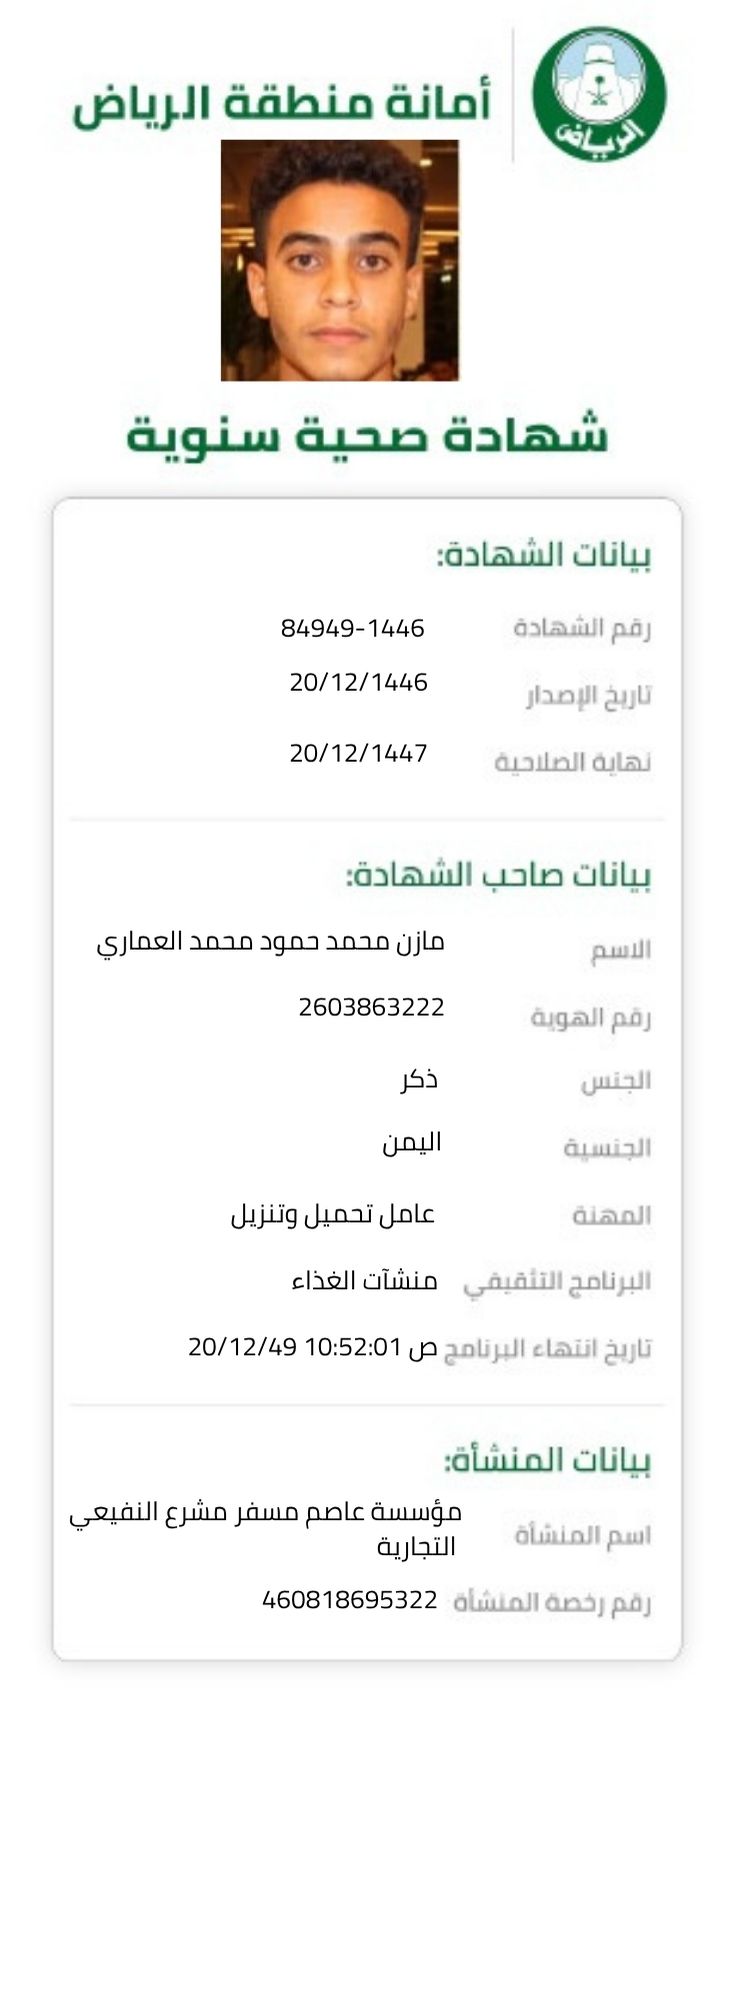 أمانة منطقة الرياض
الرياض
شهادة صحية سنوية
بيانات الشهادة:
رقم الشهادة 84949-1446
تاريخ الإصدار 20/12/1446
نهاية الصلاحية 20/12/1447
بيانات صاحب الشهادة:
الاسم مازن محمد حمود محمد العماري
رقم الهوية 2603863222
الجنس ذكر
الجنسية اليمن
المهنة عامل تحميل وتنزيل
البرنامج التثقيفي منشآت الغذاء
تاريخ انتهاء البرنامج ص 10:52:01 20/12/49
بيانات المنشأة:
اسم المنشأة مؤسسة عاصم مسفر مشرع النفيعي
التجارية
رقم رخصة المنشأة 460818695322